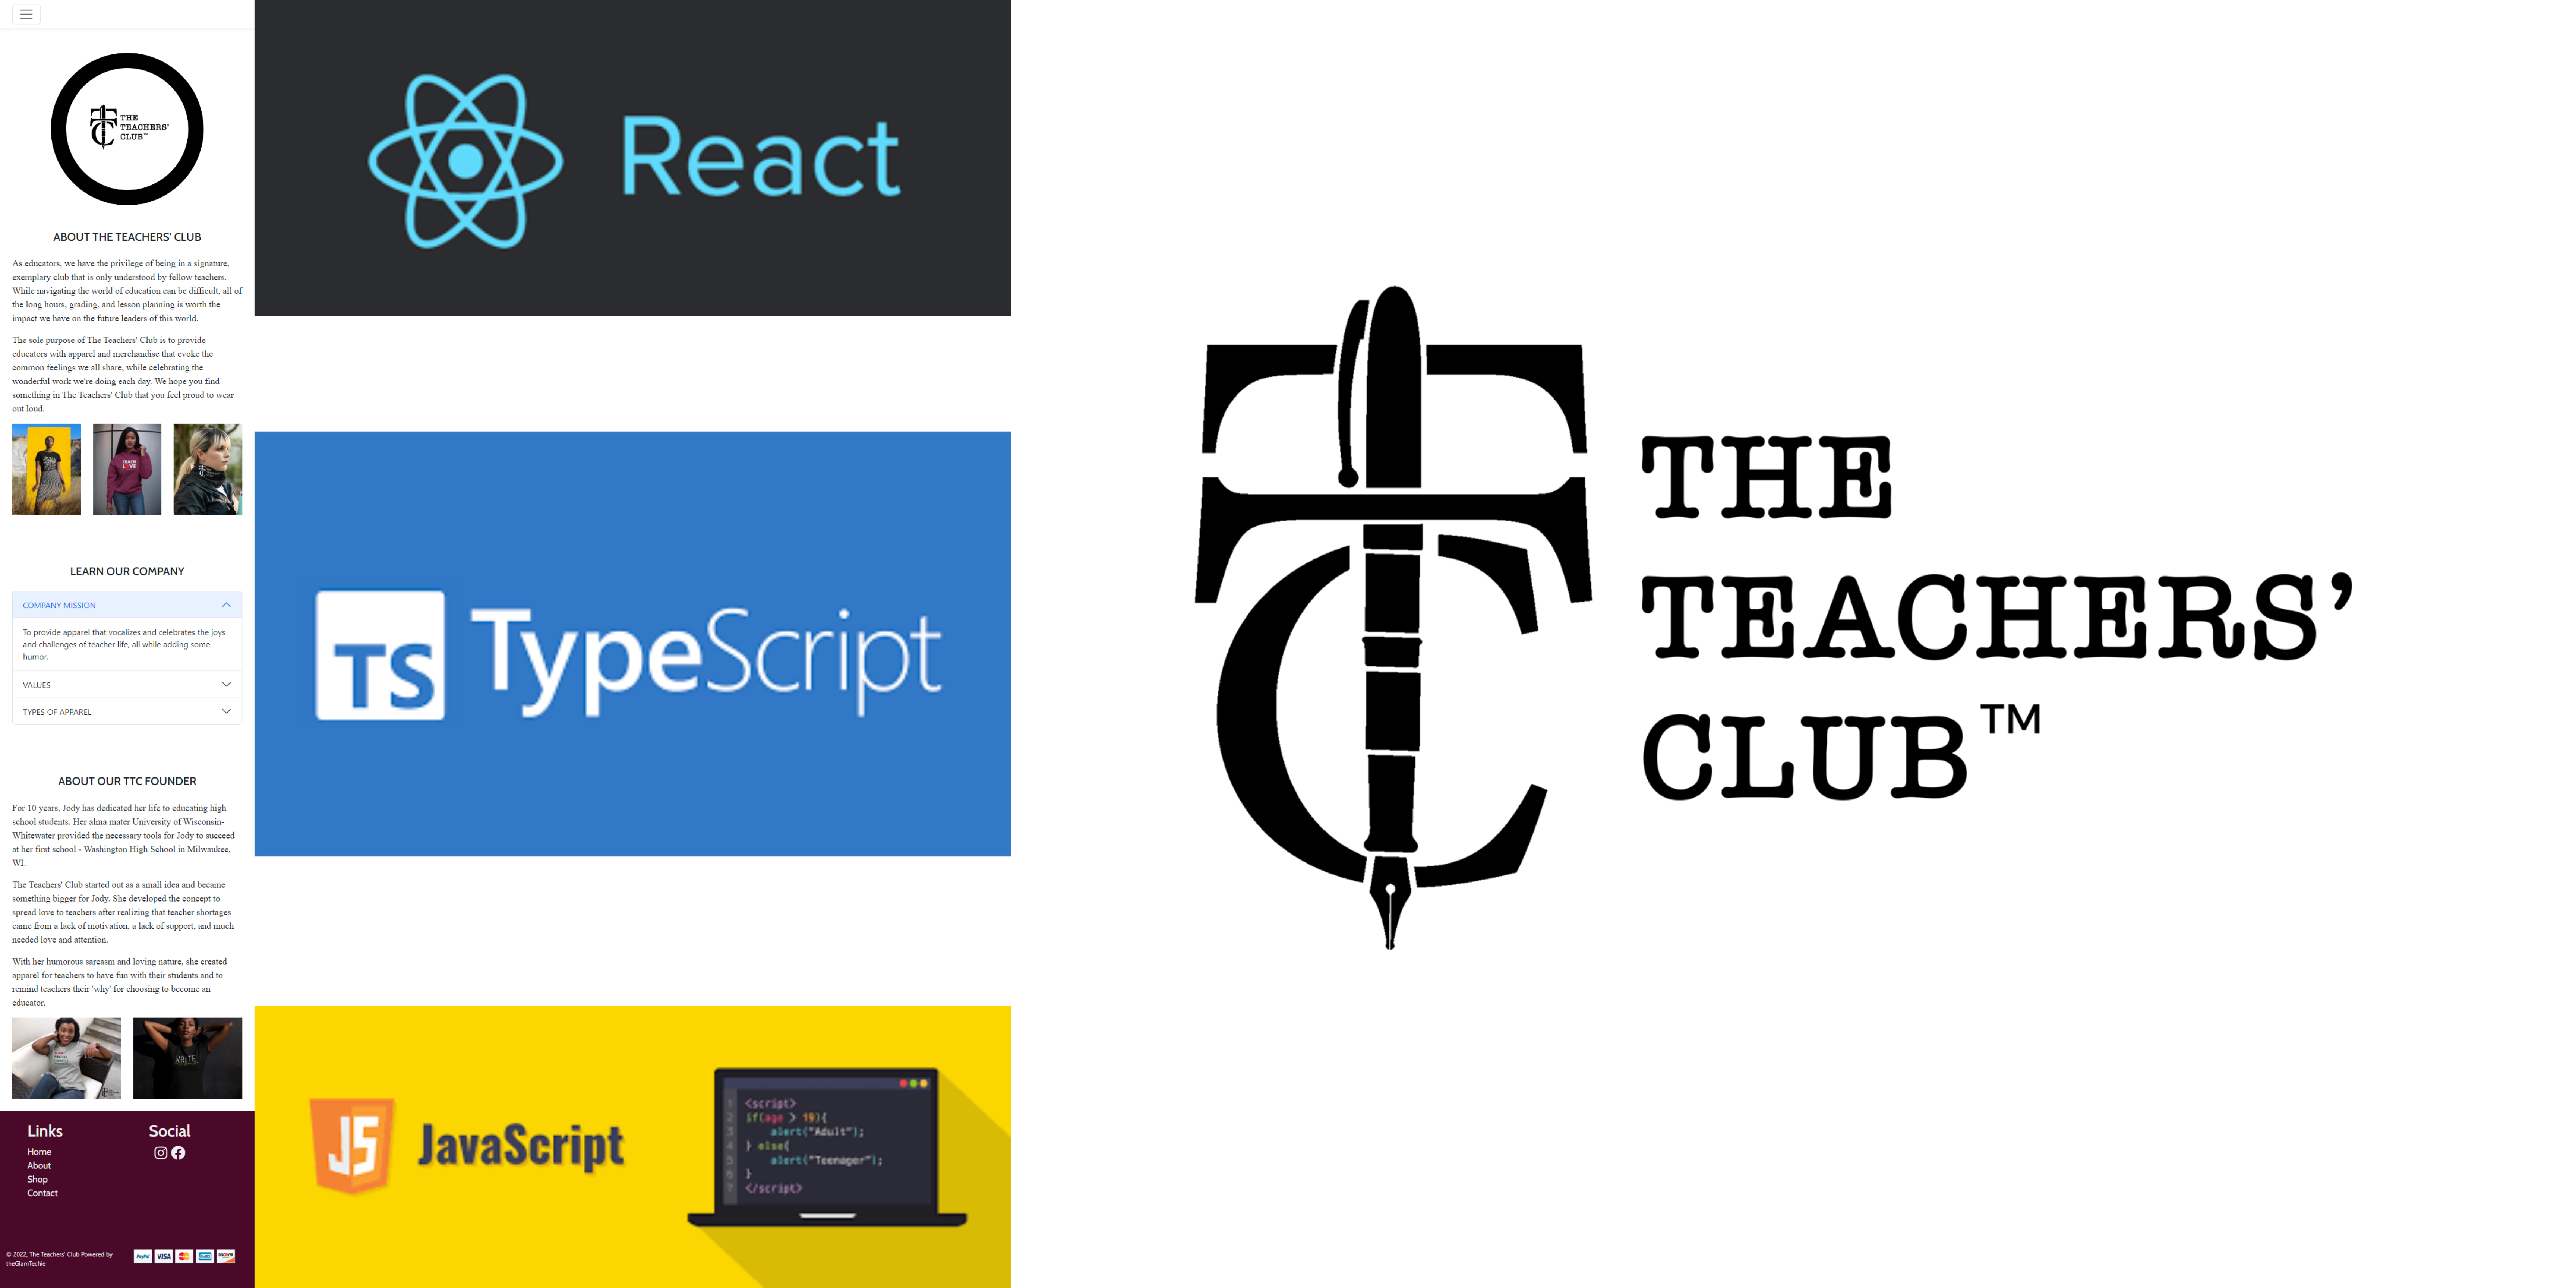 THE
TEACHERS'
CLUB™
ABOUT THE TEACHERS' CLUB
As educators, we have the privilege of being in a signature,
exemplary club that is only understood by fellow teachers.
While navigating the world of education can be difficult, all of
the long hours, grading, and lesson planning is worth the
impact we have on the future leaders of this world.
The sole purpose of The Teachers' Club is to provide
educators with apparel and merchandise that evoke the
common feelings we all share, while celebrating the
wonderful work we're doing each day. We hope you find
something in The Teachers' Club that you feel proud to wear
out loud.
TEACH
LOVE
LEARN OUR COMPANY
COMPANY MISSION
To provide apparel that vocalizes and celebrates the joys
and challenges of teacher life, all while adding some
humor.
VALUES
TYPES OF APPAREL
ABOUT OUR TTC FOUNDER
For 10 years, Jody has dedicated her life to educating high
school students. Her alma mater University of Wisconsin-
Whitewater provided the necessary tools for Jody to succeed
at her first school - Washington High School in Milwaukee,
WI.
The Teachers' Club started out as a small idea and became
something bigger for Jody. She developed the concept to
spread love to teachers after realizing that teacher shortages
came from a lack of motivation, a lack of support, and much
needed love and attention.
With her humorous sarcasm and loving nature, she created
apparel for teachers to have fun with their students and to
remind teachers their 'why' for choosing to become an
educator.
WRITE
Links
Home
About
Shop
Contact
Social
© 2022, The Teachers' Club Powered by
theGlamTechie
PayPal VISA
React
TS TypeScript
JS JavaScript
1 <script>
2 if(age > 19){
3 alert("Adult");
4 } else{
5 alert("Teenager");
6 }
7 </script>
THE
TEACHERS'
CLUB™